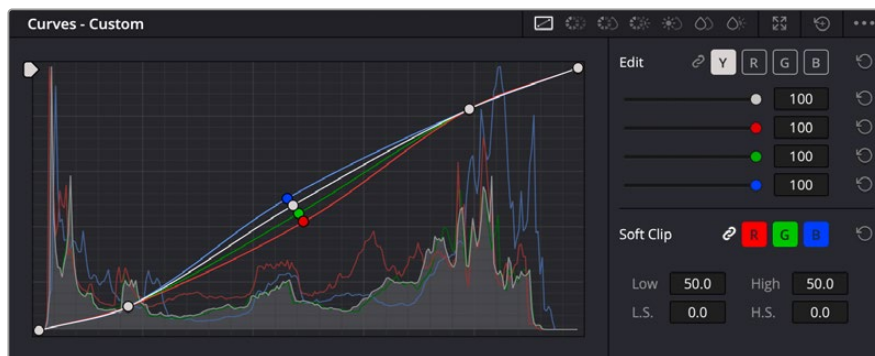 Curves - Custom
Edit Y R G B
100
100
100
100
Soft Clip R G B
Low 50.0 High 50.0
L.S. 0.0 H.S. 0.0